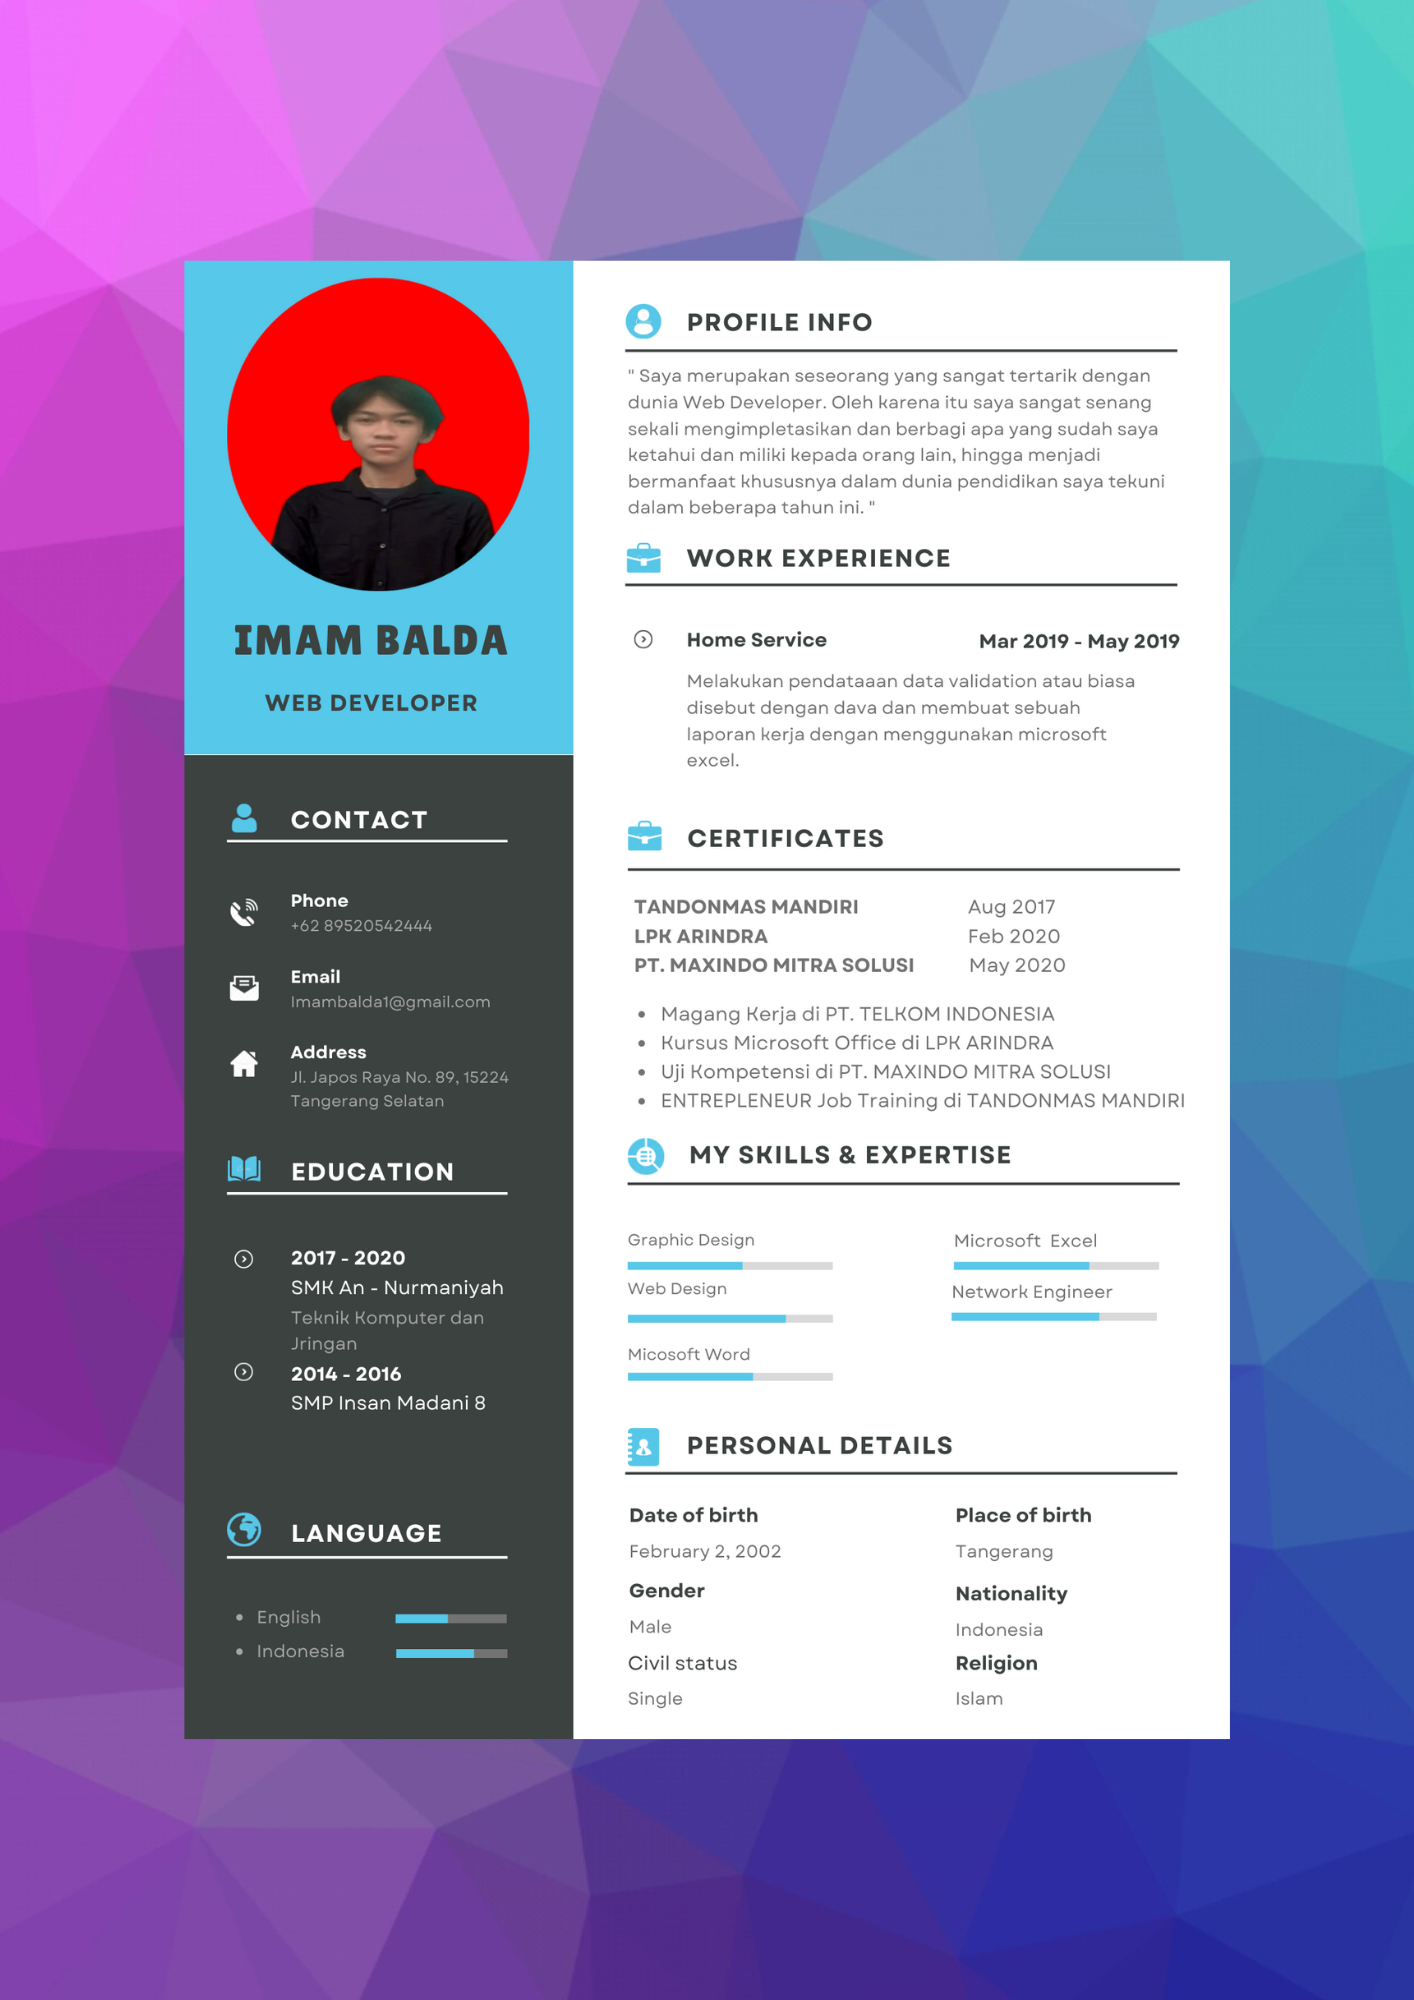 IMAM BALDA
WEB DEVELOPER
CONTACT
Phone
+62 89520542444
Email
Imambalda1@gmail.com
Address
Jl. Japos Raya No. 89, 15224
Tangerang Selatan
EDUCATION
2017 - 2020
SMK An - Nurmaniyah
Teknik Komputer dan
Jringan
2014 - 2016
SMP Insan Madani 8
LANGUAGE
• English
• Indonesia
PROFILE INFO
" Saya merupakan seseorang yang sangat tertarik dengan
dunia Web Developer. Oleh karena itu saya sangat senang
sekali mengimpletasikan dan berbagi apa yang sudah saya
ketahui dan miliki kepada orang lain, hingga menjadi
bermanfaat khususnya dalam dunia pendidikan saya tekuni
dalam beberapa tahun ini. "
WORK EXPERIENCE
Home Service Mar 2019 - May 2019
Melakukan pendataaan data validation atau biasa
disebut dengan dava dan membuat sebuah
laporan kerja dengan menggunakan microsoft
excel.
CERTIFICATES
TANDONMAS MANDIRI Aug 2017
LPK ARINDRA Feb 2020
PT. MAXINDO MITRA SOLUSI May 2020
• Magang Kerja di PT. TELKOM INDONESIA
• Kursus Microsoft Office di LPK ARINDRA
• Uji Kompetensi di PT. MAXINDO MITRA SOLUSI
• ENTREPLENEUR Job Training di TANDONMAS MANDIRI
MY SKILLS & EXPERTISE
Graphic Design Microsoft Excel
Web Design Network Engineer
Micosoft Word
PERSONAL DETAILS
Date of birth Place of birth
February 2, 2002 Tangerang
Gender Nationality
Male Indonesia
Civil status Religion
Single Islam